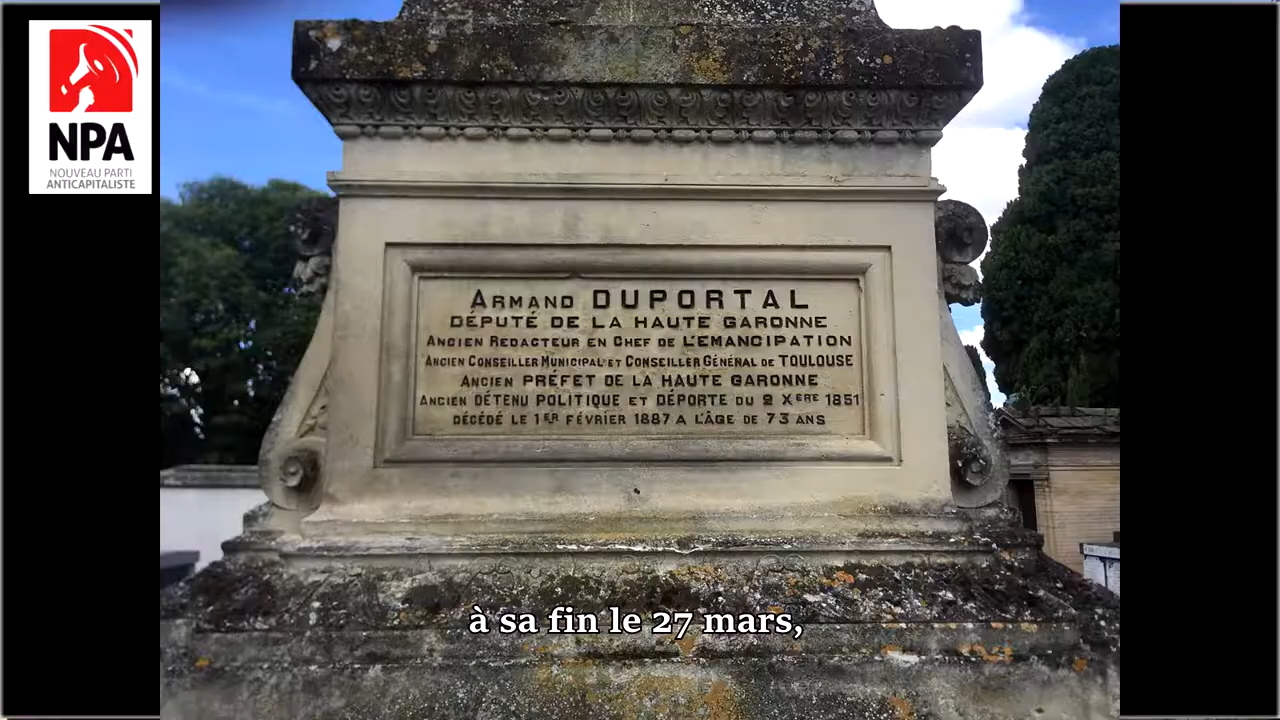 NPA
NOUVEAU PARTI
ANTICAPITALISTE
ARMAND DUPORTAL
DÉPUTÉ DE LA HAUTE GARONNE
ANCIEN REDACTEUR EN CHEF DE L'EMANCIPATION
ANCIEN CONSEILLER MUNICIPAL ET CONSEILLER GÉNÉRAL DE TOULOUSE
ANCIEN PRÉFET DE LA HAUTE GARONNE
ANCIEN DÉTENU POLITIQUE ET DÉPORTE DU 2 XBRE 1851
DÉCÉDÉ LE 1ER FÉVRIER 1887 A L'ÂGE DE 73 ANS
à sa fin le 27 mars,